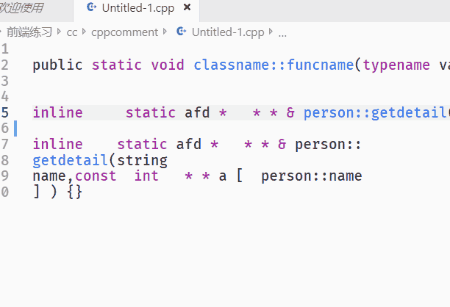 欢迎使用 Untitled-1.cpp ×
前端练习 > cc > cppcomment > Untitled-1.cpp > ...
1
2 public static void classname::funcname(typename va
3
5 inline static afd * * * & person::getdetail(
6
7 inline static afd * * * & person::
8 getdetail(string
9 name,const int * * a [ person::name
0 ] ) {}